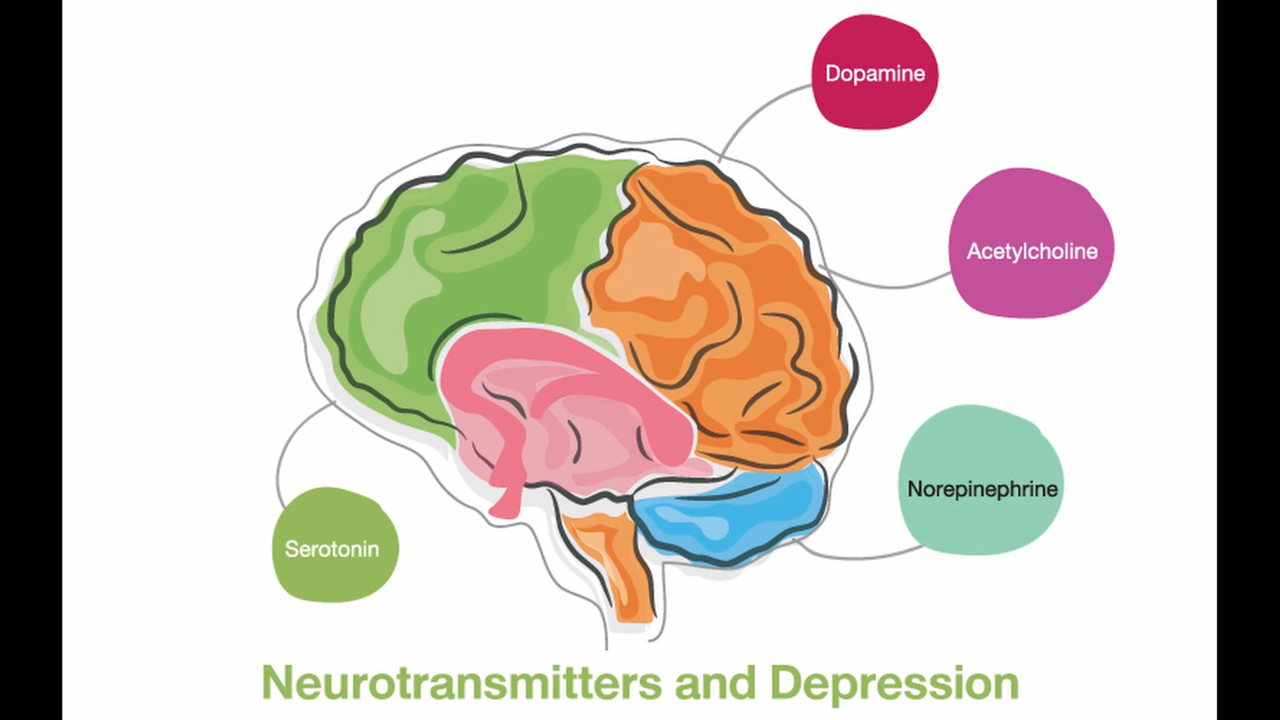 Dopamine
Acetylcholine
Norepinephrine
Serotonin
Neurotransmitters and Depression